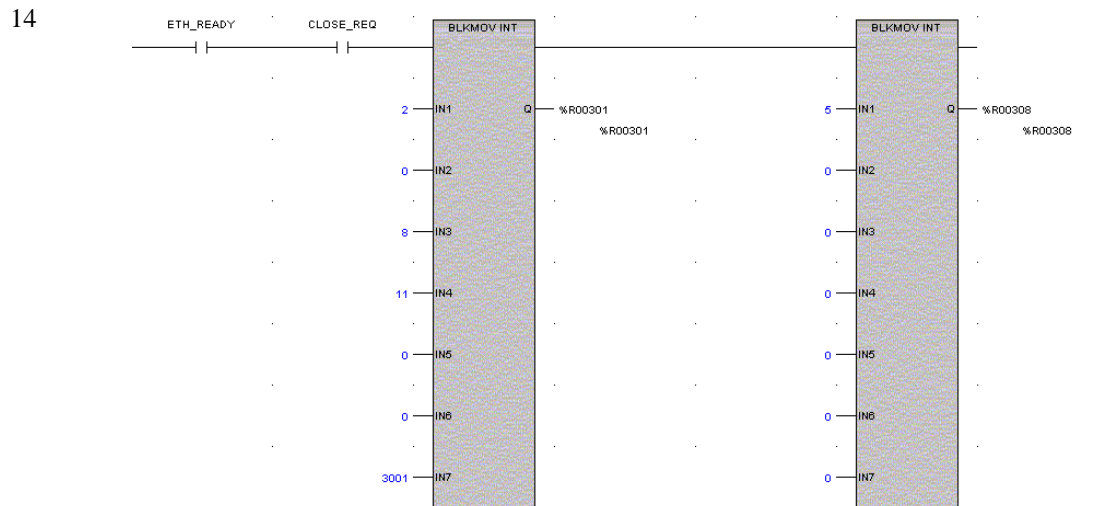 14
ETH_READY CLOSE_REQ BLKMOV INT BLKMOV INT
2 IN1 Q %R00301 5 IN1 Q %R00308
%R00301 %R00308
0 IN2 0 IN2
8 IN3 0 IN3
11 IN4 0 IN4
0 IN5 0 IN5
0 IN6 0 IN6
3001 IN7 0 IN7